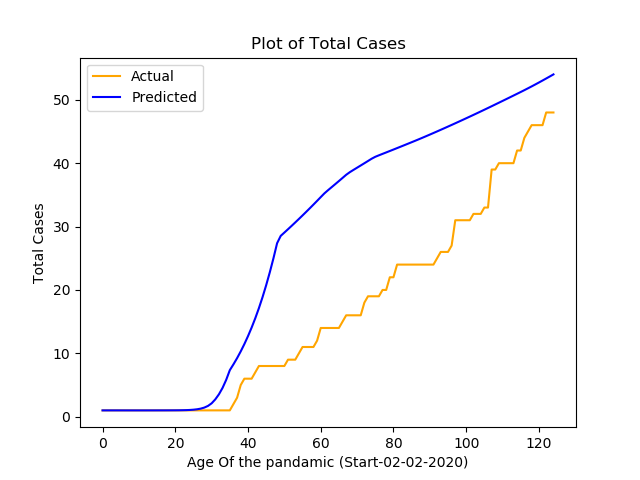 Plot of Total Cases
Actual
Predicted
Total Cases
50
40
30
20
10
0
0 20 40 60 80 100 120
Age Of the pandamic (Start-02-02-2020)